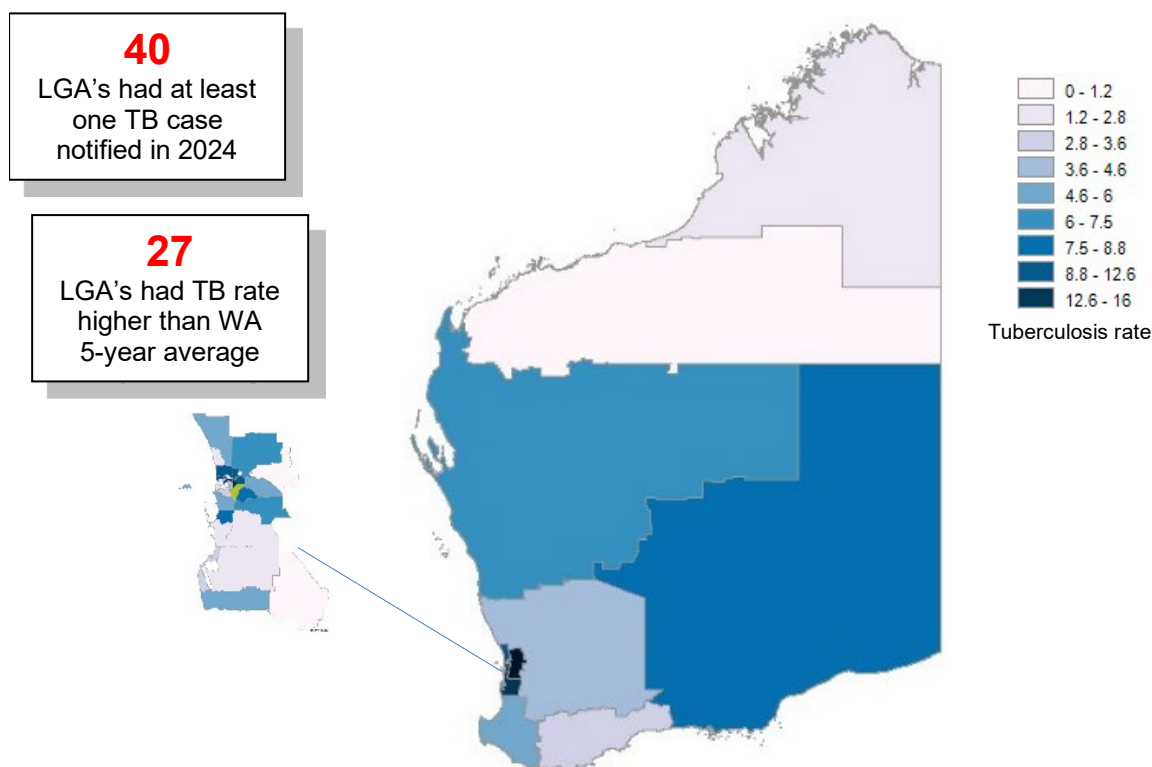 40
LGA's had at least
one TB case
notified in 2024
27
LGA's had TB rate
higher than WA
5-year average
0 - 1.2
1.2 - 2.8
2.8 - 3.6
3.6 - 4.6
4.6 - 6
6 - 7.5
7.5 - 8.8
8.8 - 12.6
12.6 - 16
Tuberculosis rate